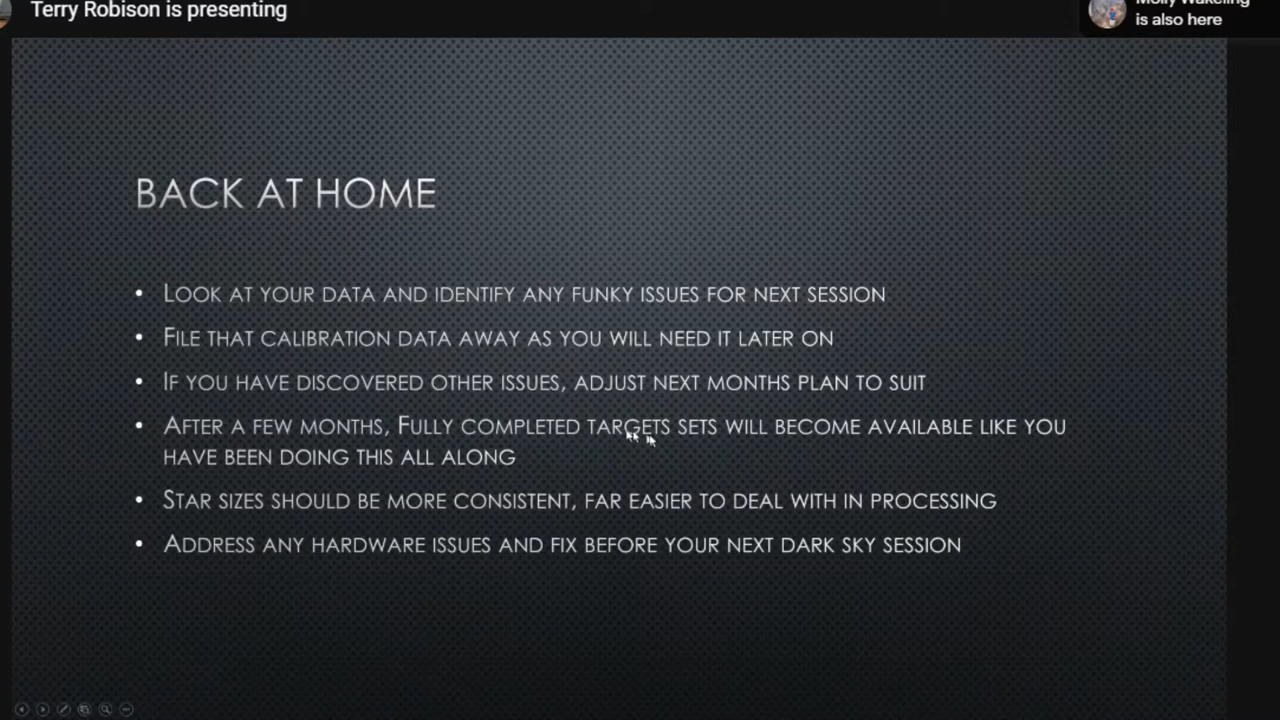 Terry Robison is presenting
Molly Wakeling
is also here
BACK AT HOME
• LOOK AT YOUR DATA AND IDENTIFY ANY FUNKY ISSUES FOR NEXT SESSION
• FILE THAT CALIBRATION DATA AWAY AS YOU WILL NEED IT LATER ON
• IF YOU HAVE DISCOVERED OTHER ISSUES, ADJUST NEXT MONTHS PLAN TO SUIT
• AFTER A FEW MONTHS, FULLY COMPLETED TARGETS SETS WILL BECOME AVAILABLE LIKE YOU
HAVE BEEN DOING THIS ALL ALONG
• STAR SIZES SHOULD BE MORE CONSISTENT, FAR EASIER TO DEAL WITH IN PROCESSING
• ADDRESS ANY HARDWARE ISSUES AND FIX BEFORE YOUR NEXT DARK SKY SESSION